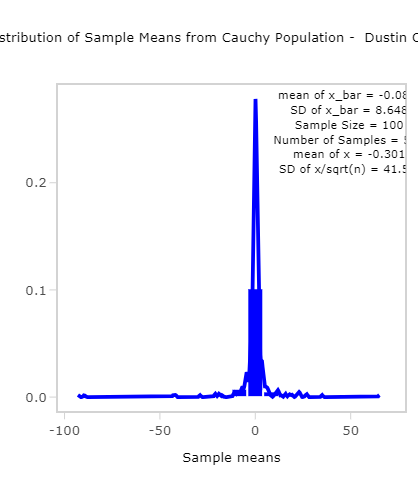 stribution of Sample Means from Cauchy Population - Dustin
mean of x_bar = -0.08
SD of x_bar = 8.648
Sample Size = 100
Number of Samples =
mean of x = -0.301
SD of x/sqrt(n) = 41.5
0.2
0.1
0.0
-100
-50
0
50
Sample means